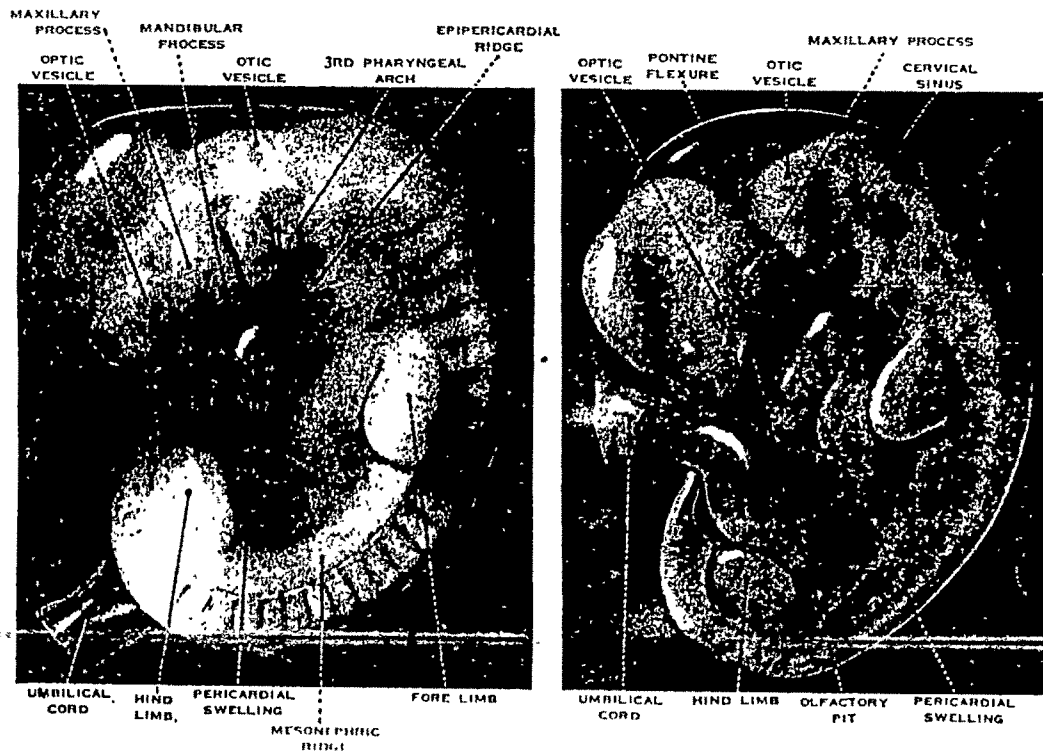 MAXILLARY
PROCESS
MANDIBULAR
PHOCESS
OPTIC
VESICLE
OTIC
VESICLE
3RD PHARYNGEAL
ARCH
EPIPERICARDIAL
RIDGE
OPTIC
VESICLE
PONTINE
FLEXURE
OTIC
VESICLE
MAXILLARY PROCESS
CERVICAL
SINUS
UMBILICAL
CORD
HIND
LIMB,
PERICARDIAL
SWELLING
MESONEPHRIC
RIDGE
FORE LIMB
UMBILICAL
CORD
HIND LIMB
OLFACTORY
PIT
PERICARDIAL
SWELLING